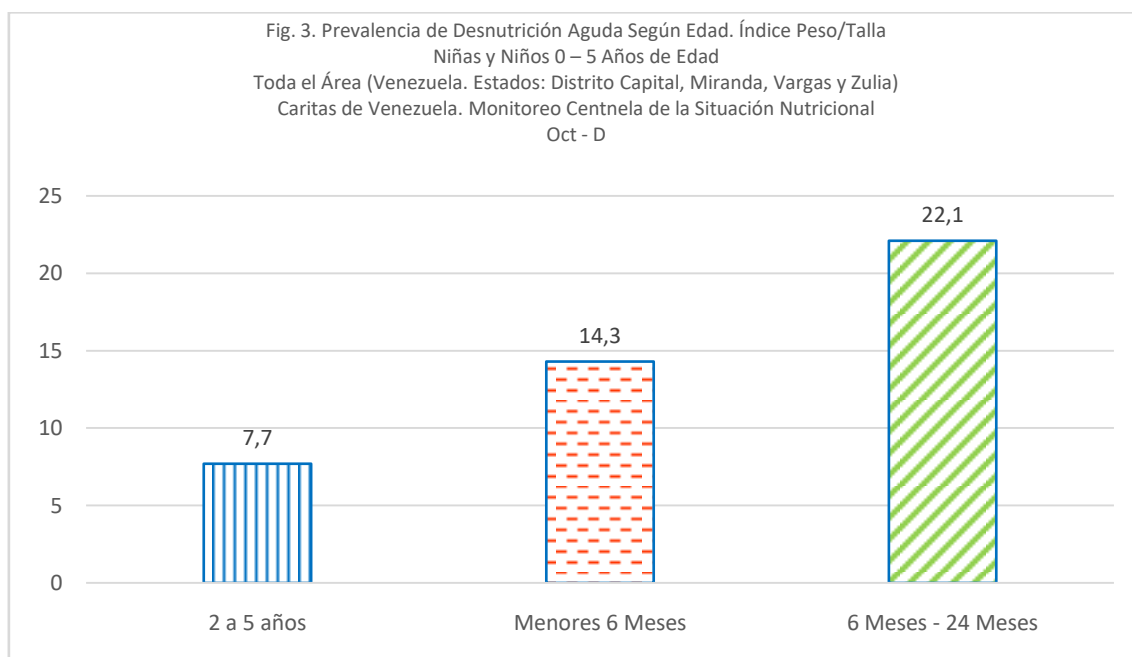 Fig. 3. Prevalencia de Desnutrición Aguda Según Edad. Índice Peso/Talla
Niñas y Niños 0 – 5 Años de Edad
Toda el Área (Venezuela. Estados: Distrito Capital, Miranda, Vargas y Zulia)
Caritas de Venezuela. Monitoreo Centnela de la Situación Nutricional
Oct - D
25
20
15
10
5
0
7,7
14,3
22,1
2 a 5 años
Menores 6 Meses
6 Meses - 24 Meses